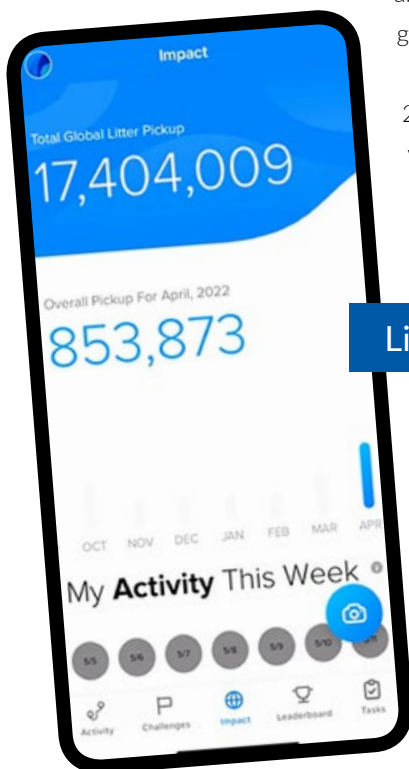 Impact
Total Global Litter Pickup
17,404,009
Overall Pickup For April, 2022
853,873
Li
OCT NOV DEC JAN FEB MAR APR
My Activity This Week
5/5 5/6 5/7 5/8 5/9 5/10
Activity Challenges Impact Leaderboard Tasks